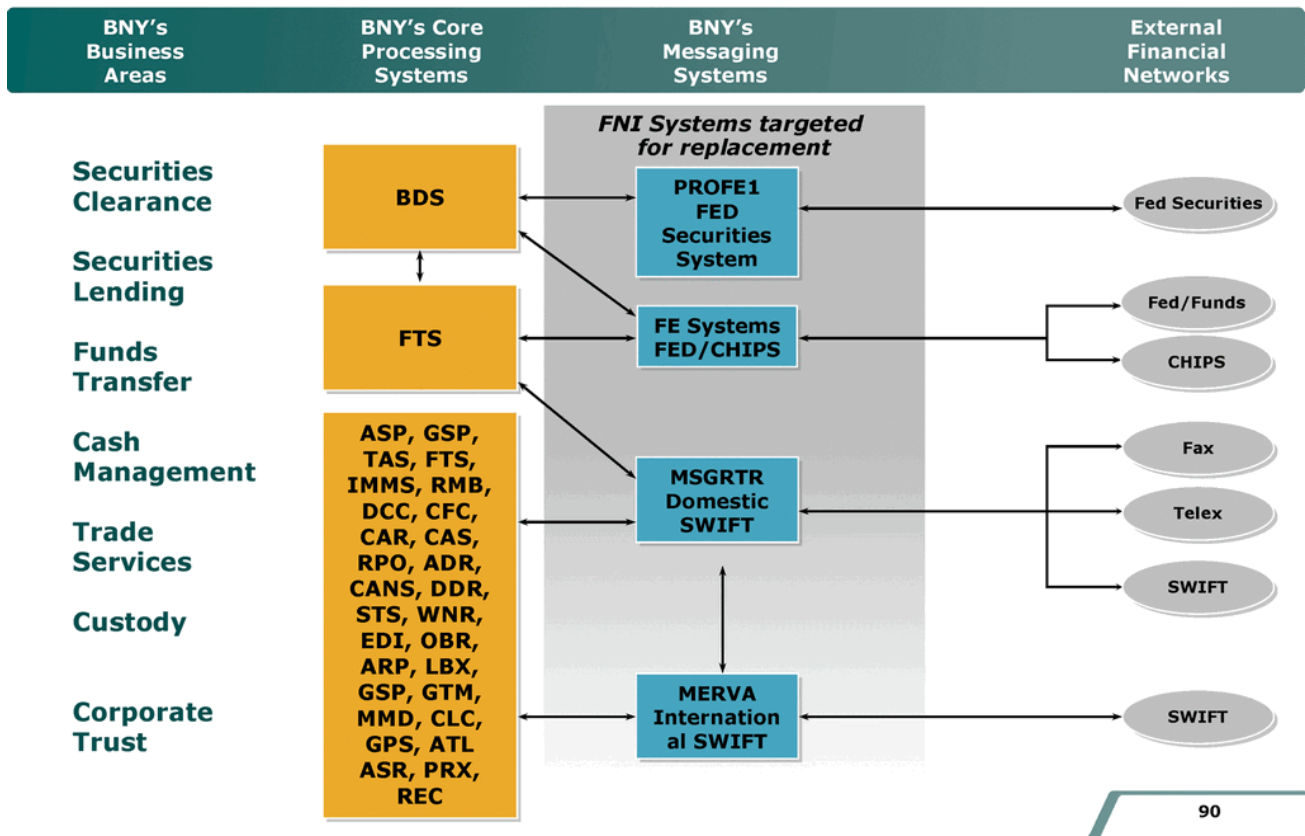 BNY's
Business
Areas
BNY's Core
Processing
Systems
BNY's
Messaging
Systems
External
Financial
Networks
FNI Systems targeted
for replacement
Securities
Clearance
Securities
Lending
Funds
Transfer
Cash
Management
Trade
Services
Custody
Corporate
Trust
BDS
FTS
ASP, GSP,
TAS, FTS,
IMMS, RMB,
DCC, CFC,
CAR, CAS,
RPO, ADR,
CANS, DDR,
STS, WNR,
EDI, OBR,
ARP, LBX,
GSP, GTM,
MMD, CLC,
GPS, ATL
ASR, PRX,
REC
PROFE1
FED
Securities
System
FE Systems
FED/CHIPS
MSGRTR
Domestic
SWIFT
MERVA
Internation
al SWIFT
Fed Securities
Fed/Funds
CHIPS
Fax
Telex
SWIFT
SWIFT
90